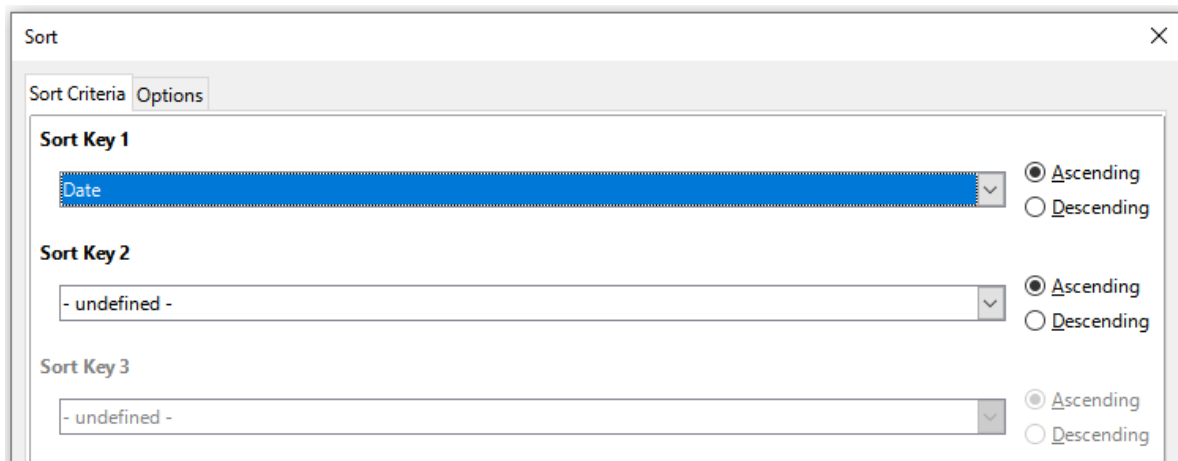 Sort
Sort Criteria Options
Sort Key 1
Date
Ascending
Descending
Sort Key 2
- undefined -
Ascending
Descending
Sort Key 3
- undefined -
Ascending
Descending